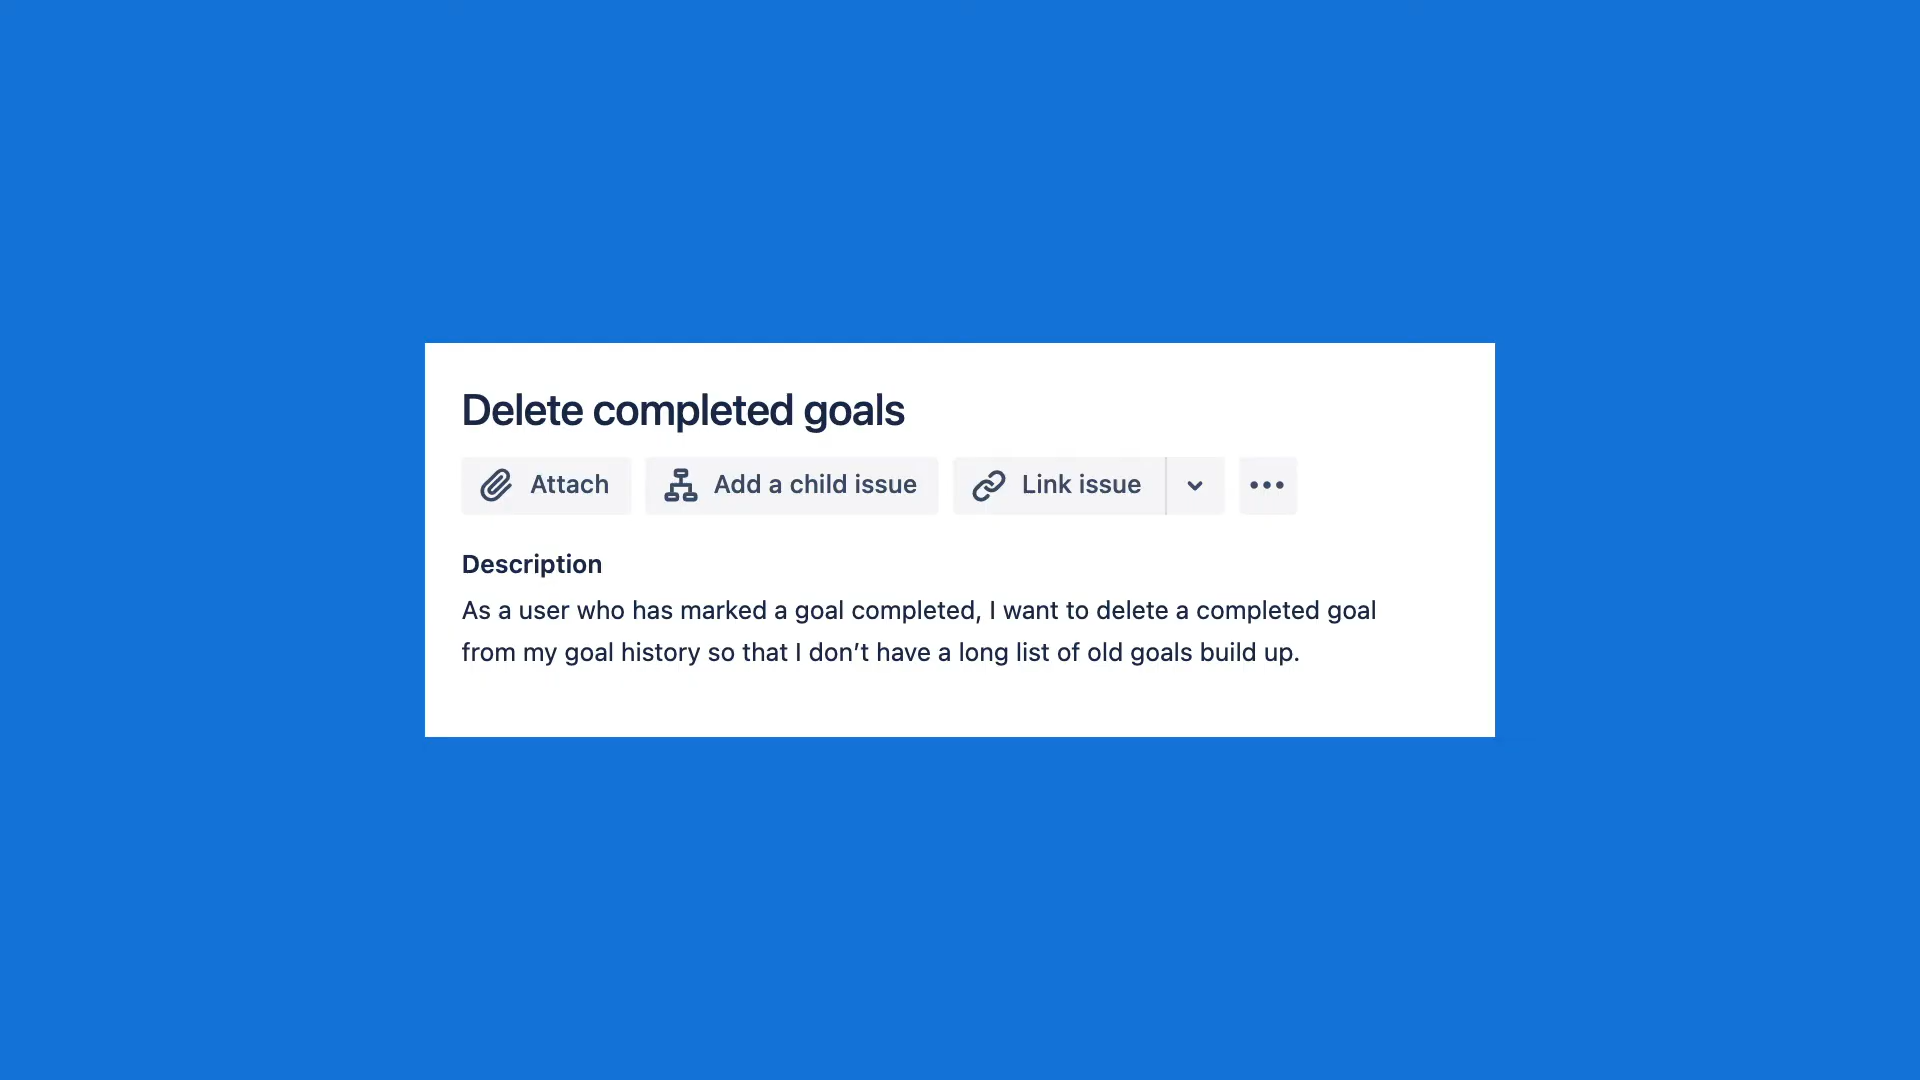 Delete completed goals
Attach
Add a child issue
Link issue
Description
As a user who has marked a goal completed, I want to delete a completed goal
from my goal history so that I don’t have a long list of old goals build up.